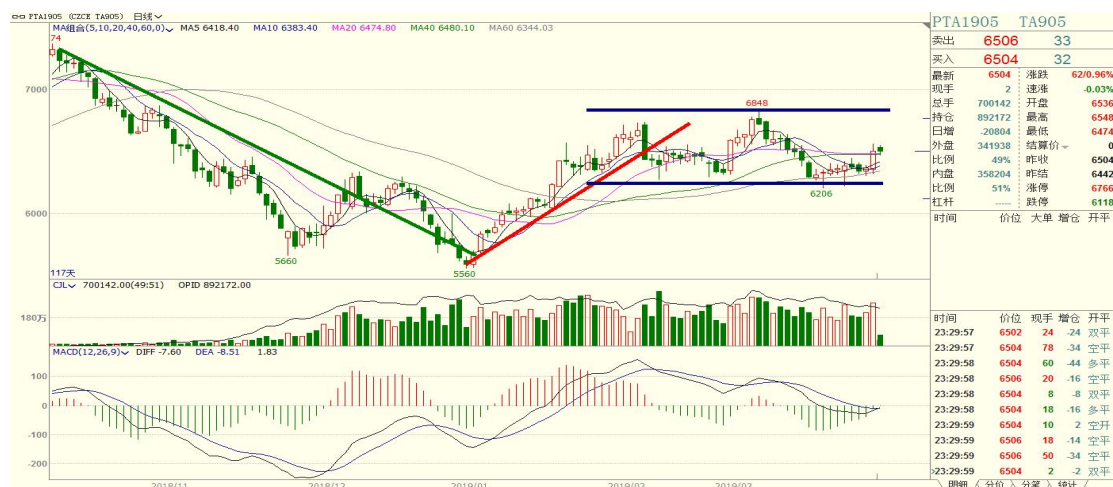 PTA1905 (CZCE TA905) 日线
MA组合(5,10,20,40,60,0) MA5 6418.40 MA10 6383.40 MA20 6474.80 MA40 6480.10 MA60 6344.03
74
7000
6848
6000
6206
5660
5560
117天
CJL 700142.00(49:51) OPID 892172.00
180万
MACD(12,26,9) DIFF -7.60 DEA -8.51 1.83
100
0
-100
-200
2018/11 2018/12 2019/01 2019/02 2019/03
PTA1905 TA905
卖出 6506 33
买入 6504 32
最新 6504 涨跌 62/0.96%
现手 2 速涨 -0.03%
总手 700142 开盘 6536
持仓 892172 最高 6548
日增 -20804 最低 6474
外盘 341938 结算价 0
比例 49% 昨收 6504
内盘 358204 昨结 6442
比例 51% 涨停 6766
杠杆 ----- 跌停 6118
时间 价位 大单 增仓 开平
时间 价位 现手 增仓 开平
23:29:57 6502 24 -24 双平
23:29:57 6504 78 -34 空平
23:29:58 6504 60 -44 多平
23:29:58 6506 20 -16 空平
23:29:58 6504 8 -8 双平
23:29:58 6504 18 -16 多平
23:29:59 6504 10 2 空开
23:29:59 6506 18 -14 空平
23:29:59 6506 50 -34 空平
23:29:59 6504 2 -2 双平
明细 分价 分笔 统计